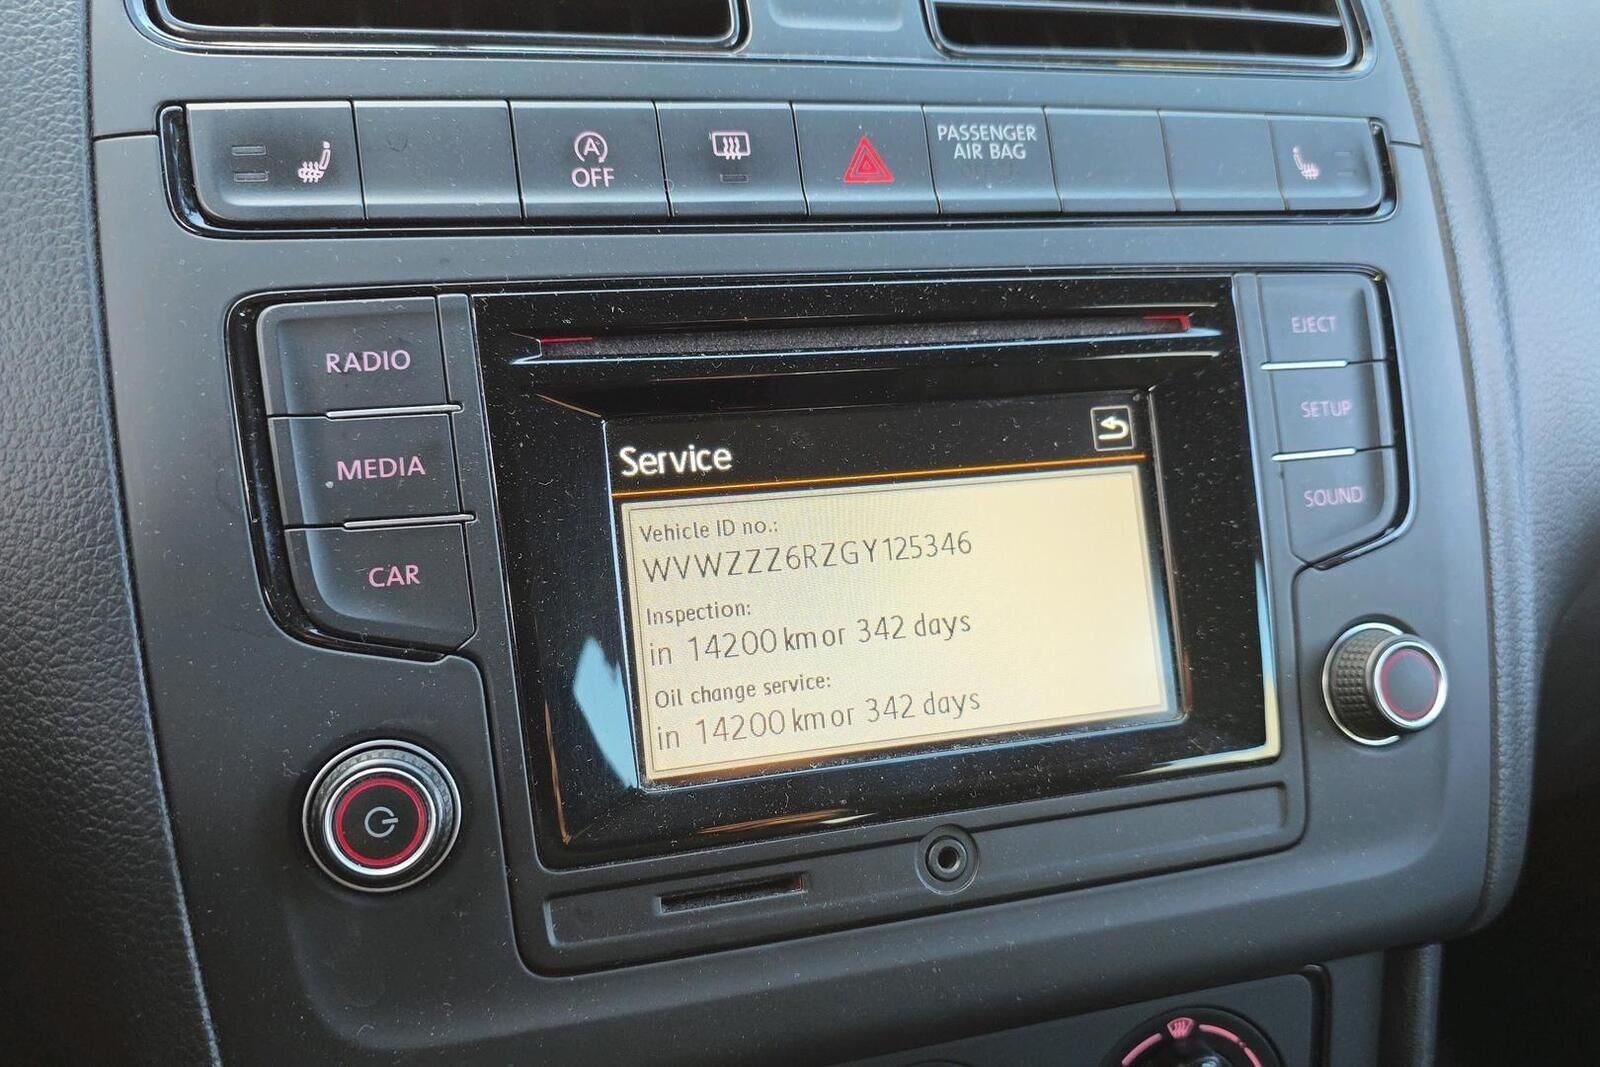 OFF
PASSENGER
AIR BAG
RADIO
MEDIA
CAR
EJECT
SETUP
SOUND
Service
Vehicle ID no.:
WVWZZZ6RZGY125346
Inspection:
in 14200 km or 342 days
Oil change service:
in 14200 km or 342 days